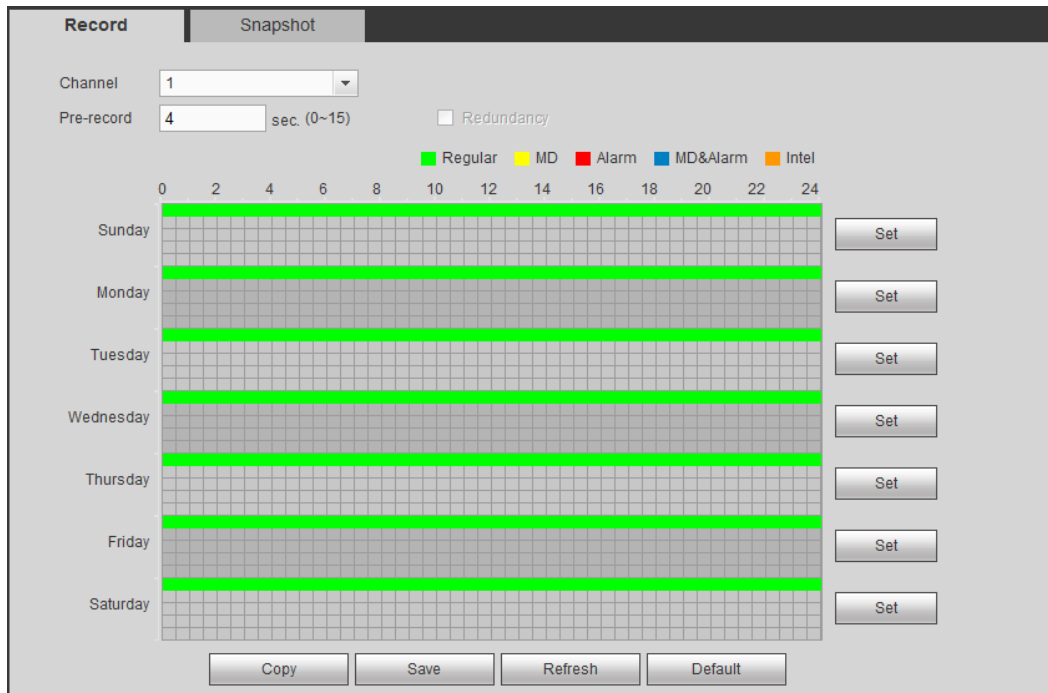 Record Snapshot
Channel 1
Pre-record 4 sec. (0~15) Redundancy
Regular MD Alarm MD&Alarm Intel
0 2 4 6 8 10 12 14 16 18 20 22 24
Sunday Set
Monday Set
Tuesday Set
Wednesday Set
Thursday Set
Friday Set
Saturday Set
Copy Save Refresh Default